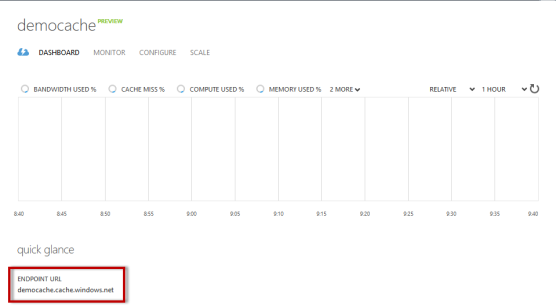 democache PREVIEW
DASHBOARD MONITOR CONFIGURE SCALE
BANDWIDTH USED % CACHE MISS % COMPUTE USED % MEMORY USED % 2 MORE RELATIVE 1 HOUR
8:40 8:45 8:50 8:55 9:00 9:05 9:10 9:15 9:20 9:25 9:30 9:35 9:40
quick glance
ENDPOINT URL
democache.cache.windows.net